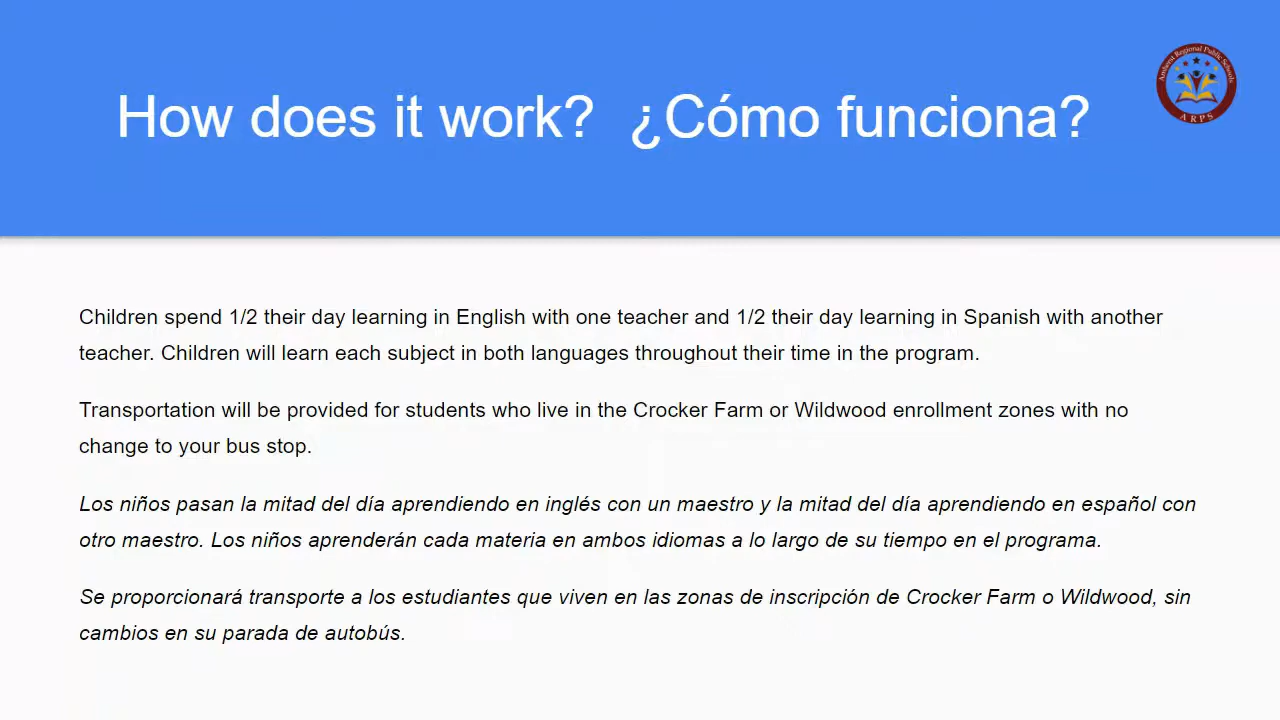 How does it work? ¿Cómo funciona?
Amherst Regional Public Schools
ARPS
Children spend 1/2 their day learning in English with one teacher and 1/2 their day learning in Spanish with another
teacher. Children will learn each subject in both languages throughout their time in the program.
Transportation will be provided for students who live in the Crocker Farm or Wildwood enrollment zones with no
change to your bus stop.
Los niños pasan la mitad del día aprendiendo en inglés con un maestro y la mitad del día aprendiendo en español con
otro maestro. Los niños aprenderán cada materia en ambos idiomas a lo largo de su tiempo en el programa.
Se proporcionará transporte a los estudiantes que viven en las zonas de inscripción de Crocker Farm o Wildwood, sin
cambios en su parada de autobús.